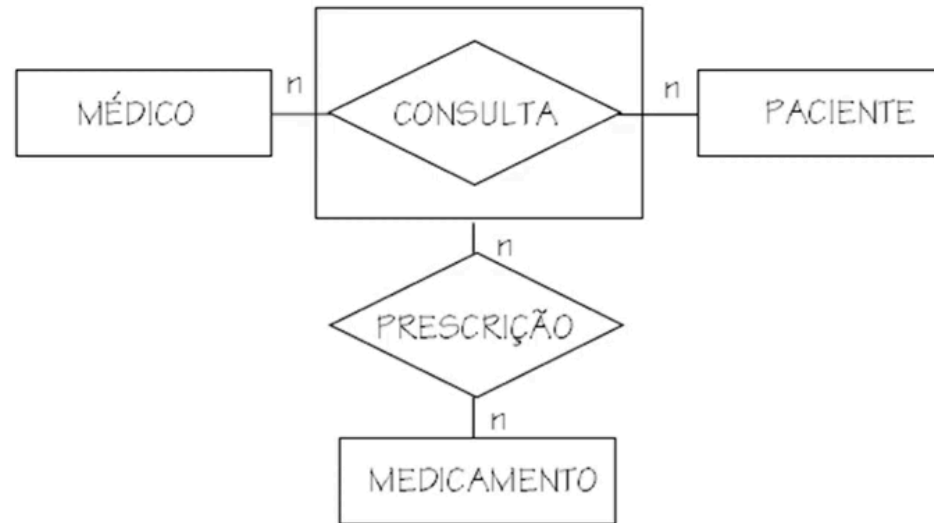 MÉDICO
n
CONSULTA
n
PACIENTE
n
PRESCRIÇÃO
n
MEDICAMENTO